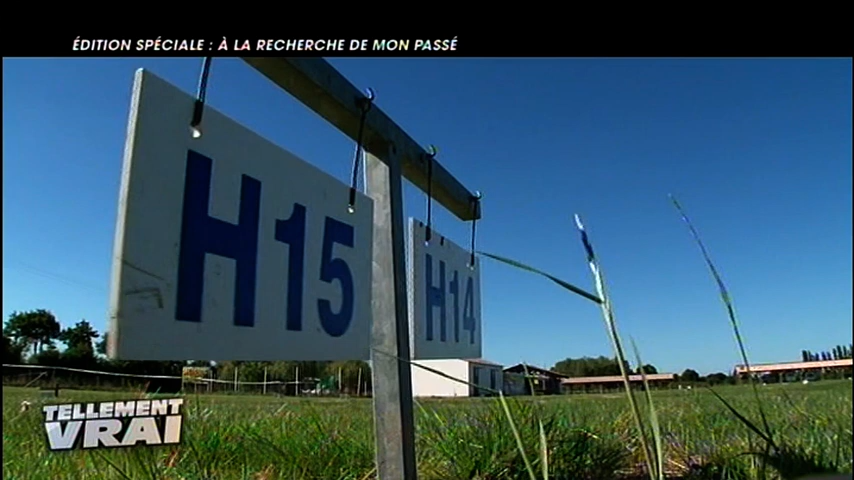 ÉDITION SPÉCIALE : À LA RECHERCHE DE MON PASSÉ
H15
H14
TELLEMENT
VRAI